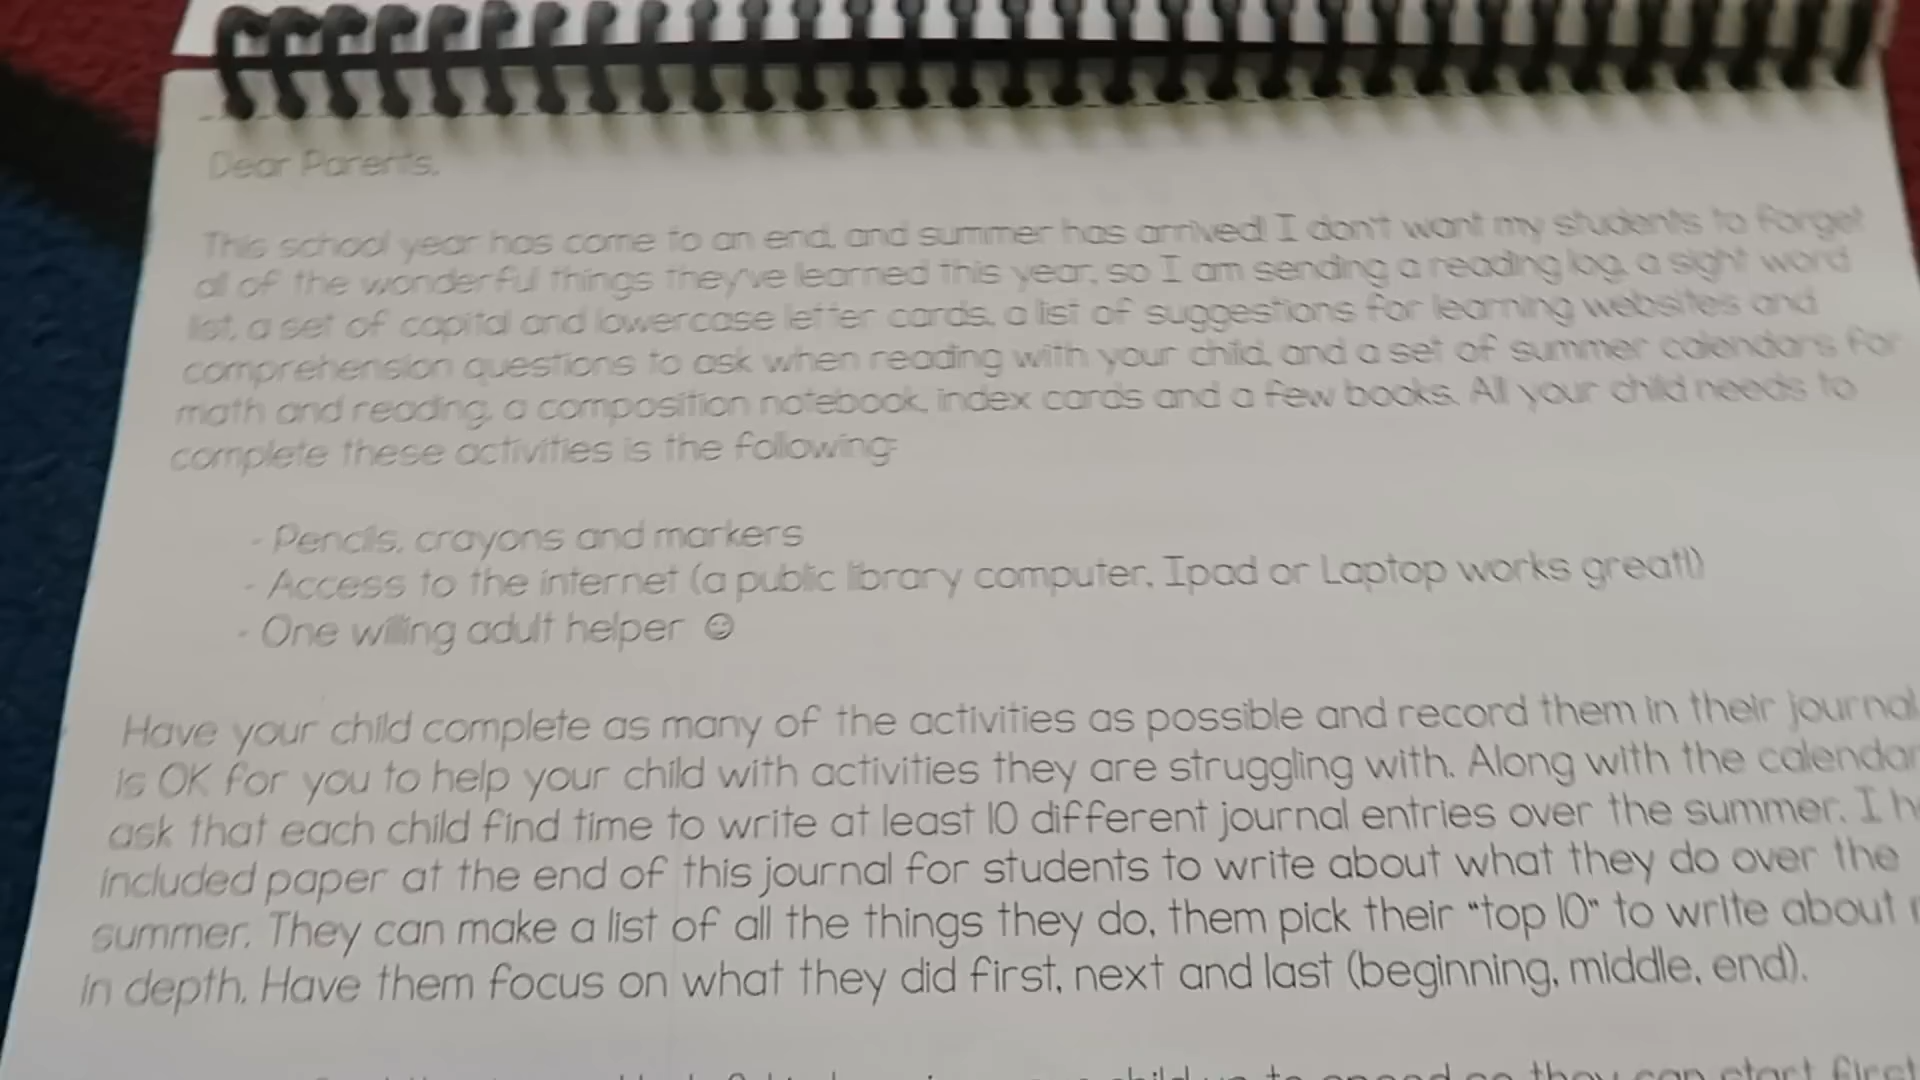 Dear Parents,
This school year has come to an end, and summer has arrived! I don't want my students to forget
all of the wonderful things they've learned this year, so I am sending a reading log, a sight word
list, a set of capital and lowercase letter cards, a list of suggestions for learning websites and
comprehension questions to ask when reading with your child, and a set of summer calendars for
math and reading, a composition notebook, index cards and a few books. All your child needs to
complete these activities is the following:
- Pencils, crayons and markers
- Access to the internet (a public library computer, Ipad or Laptop works great!)
- One willing adult helper ☺
Have your child complete as many of the activities as possible and record them in their journal
is OK for you to help your child with activities they are struggling with. Along with the calendar
ask that each child find time to write at least 10 different journal entries over the summer. I
included paper at the end of this journal for students to write about what they do over the
summer. They can make a list of all the things they do, them pick their "top 10" to write about
in depth. Have them focus on what they did first, next and last (beginning, middle, end).
they can start first